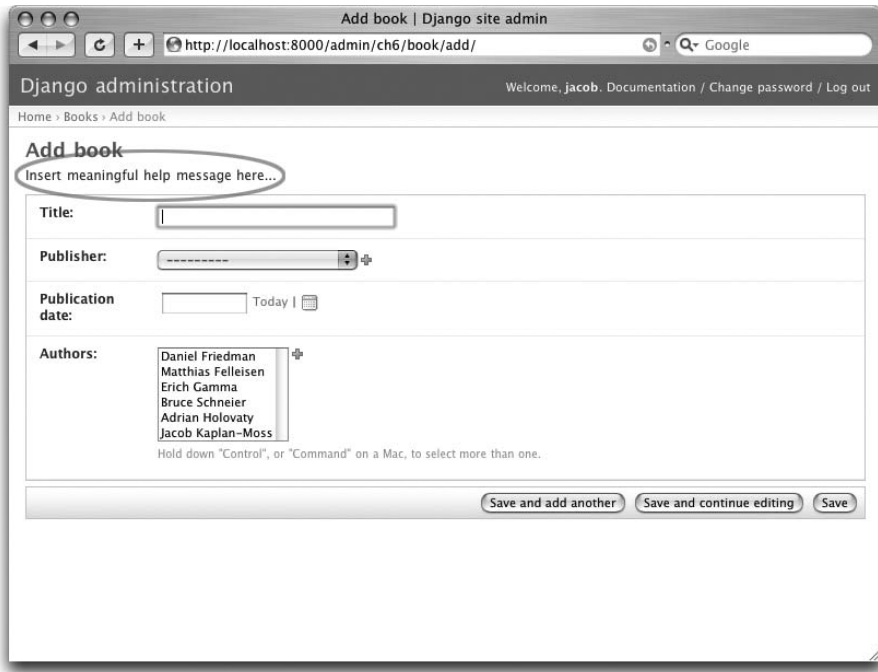 Add book | Django site admin
http://localhost:8000/admin/ch6/book/add/
Google
Django administration
Welcome, jacob. Documentation / Change password / Log out
Home › Books › Add book
Add book
Insert meaningful help message here...
Title:
Publisher:
---------
Publication
date:
Today |
Authors:
Daniel Friedman
Matthias Felleisen
Erich Gamma
Bruce Schneier
Adrian Holovaty
Jacob Kaplan-Moss
Hold down "Control", or "Command" on a Mac, to select more than one.
Save and add another
Save and continue editing
Save